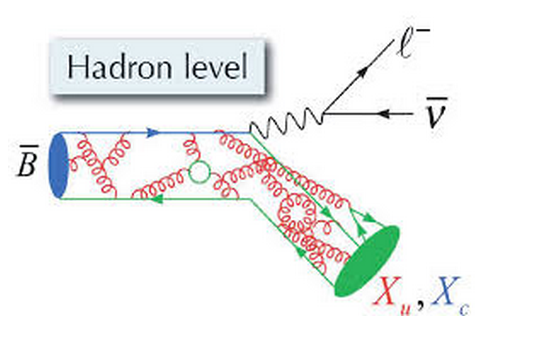 ℓ⁻
Hadron level
ν̄
B̄
Xᵤ, X꜀